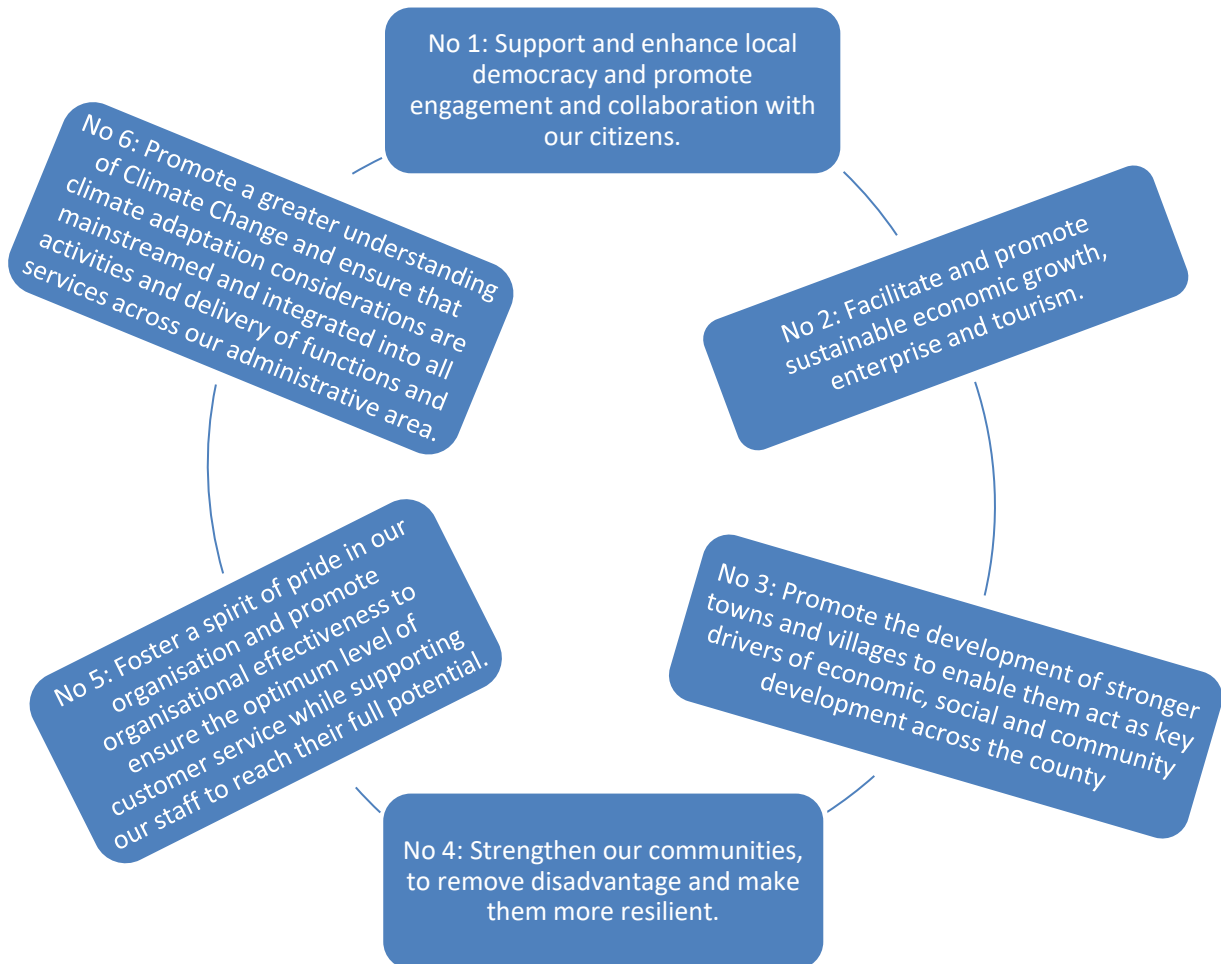 No 1: Support and enhance local
democracy and promote
engagement and collaboration with
our citizens.
No 2: Facilitate and promote
sustainable economic growth,
enterprise and tourism.
No 3: Promote the development of stronger
towns and villages to enable them act as key
drivers of economic, social and community
development across the county
No 4: Strengthen our communities,
to remove disadvantage and make
them more resilient.
No 5: Foster a spirit of pride in our
organisation and promote
organisational effectiveness to
ensure the optimum level of
customer service while supporting
our staff to reach their full potential.
No 6: Promote a greater understanding
of Climate Change and ensure that
climate adaptation considerations are
mainstreamed and integrated into all
activities and delivery of functions and
services across our administrative area.